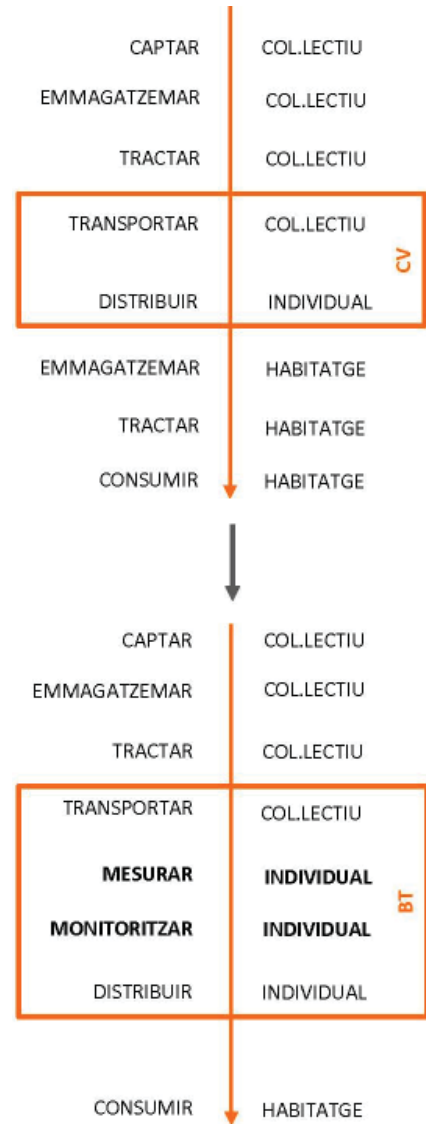 CAPTAR COL.LECTIU
EMMAGATZEMAR COL.LECTIU
TRACTAR COL.LECTIU
TRANSPORTAR COL.LECTIU
CV
DISTRIBUIR INDIVIDUAL
EMMAGATZEMAR HABITATGE
TRACTAR HABITATGE
CONSUMIR HABITATGE
CAPTAR COL.LECTIU
EMMAGATZEMAR COL.LECTIU
TRACTAR COL.LECTIU
TRANSPORTAR COL.LECTIU
MESURAR INDIVIDUAL
BT
MONITORITZAR INDIVIDUAL
DISTRIBUIR INDIVIDUAL
CONSUMIR HABITATGE